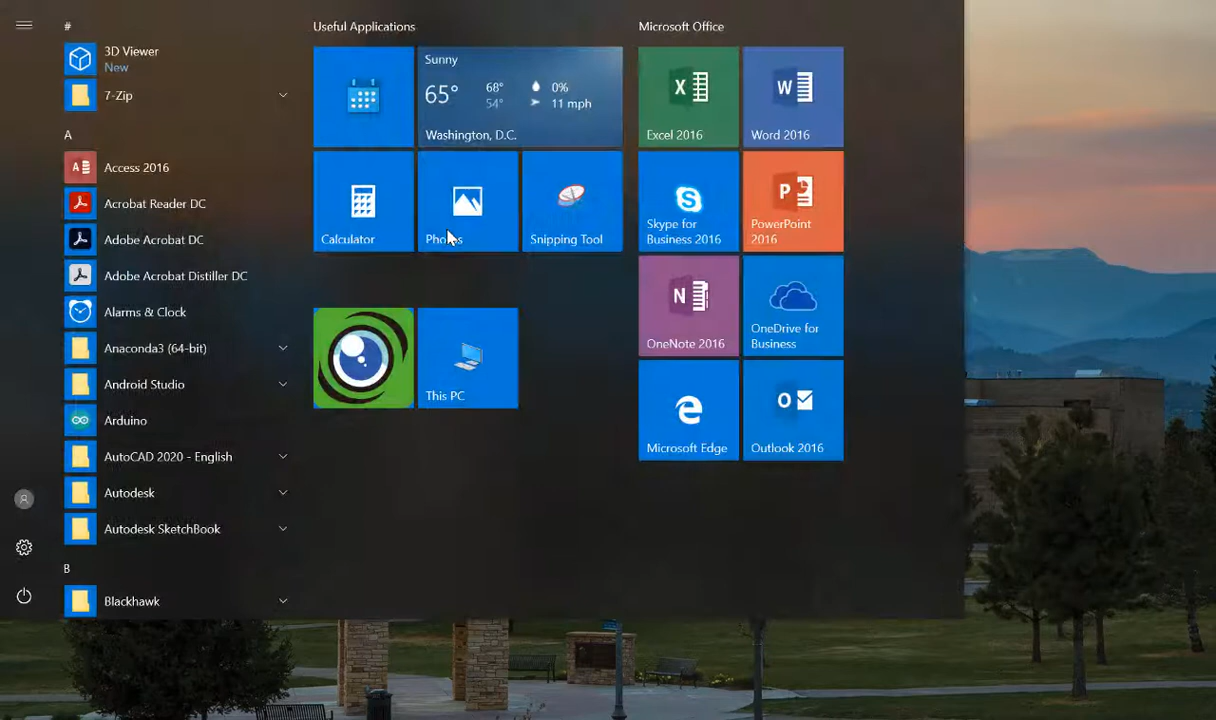 #
3D Viewer
New
7-Zip
A
Access 2016
Acrobat Reader DC
Adobe Acrobat DC
Adobe Acrobat Distiller DC
Alarms & Clock
Anaconda3 (64-bit)
Android Studio
Arduino
AutoCAD 2020 - English
Autodesk
Autodesk SketchBook
B
Blackhawk
Useful Applications
Sunny
65° 68° 0%
54° 11 mph
Washington, D.C.
Calculator
Photos
Snipping Tool
This PC
Microsoft Office
Excel 2016
Word 2016
Skype for
Business 2016
PowerPoint
2016
OneNote 2016
OneDrive for
Business
Microsoft Edge
Outlook 2016